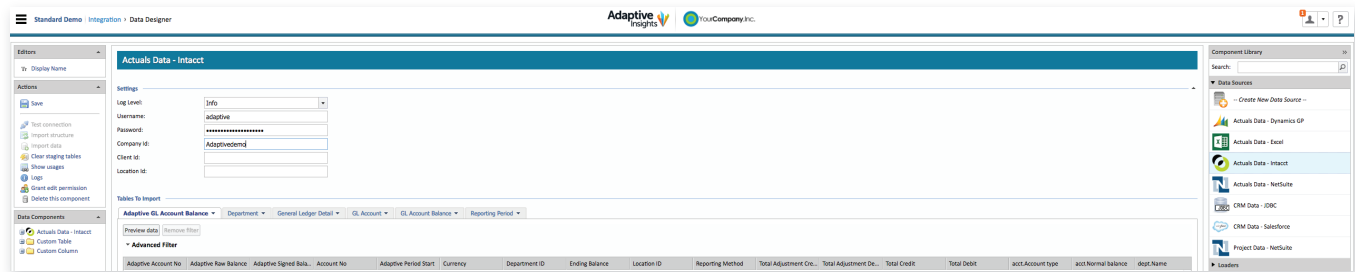 Standard Demo | Integration › Data Designer
Adaptive Insights
YourCompany.Inc.
1
?
Editors
Tr Display Name
Actions
Save
Test connection
Import structure
Import data
Clear staging tables
Show usages
Logs
Grant edit permission
Delete this component
Data Components
Actuals Data - Intacct
Custom Table
Custom Column
Actuals Data - Intacct
Settings
Log Level: Info
Username: adaptive
Password: ••••••••••••••••••••
Company Id: Adaptivedemo
Client Id:
Location Id:
Tables To Import
Adaptive GL Account Balance Department General Ledger Detail GL Account GL Account Balance Reporting Period
Preview data Remove filter
Advanced Filter
Adaptive Account No Adaptive Raw Balance Adaptive Signed Bala... Account No Adaptive Period Start Currency Department ID Ending Balance Location ID Reporting Method Total Adjustment Cre... Total Adjustment De... Total Credit Total Debit acct.Account type acct.Normal balance dept.Name
Component Library »
Search:
Data Sources
-- Create New Data Source --
Actuals Data - Dynamics GP
Actuals Data - Excel
Actuals Data - Intacct
Actuals Data - NetSuite
CRM Data - JDBC
CRM Data - Salesforce
Project Data - NetSuite
Loaders